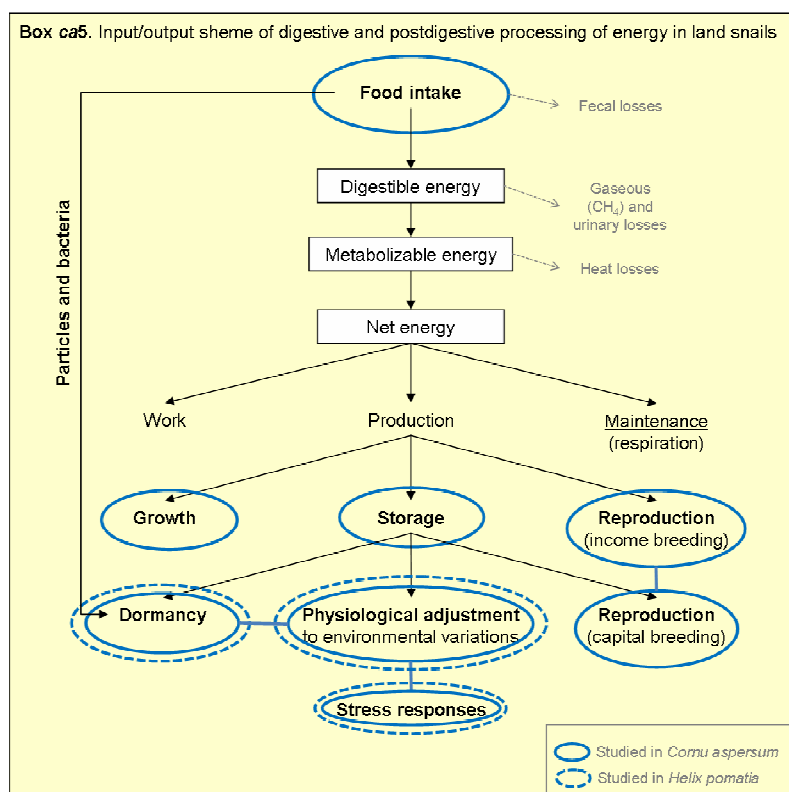 Box ca5. Input/output sheme of digestive and postdigestive processing of energy in land snails
Food intake
Fecal losses
Particles and bacteria
Digestible energy
Gaseous
(CH4) and
urinary losses
Metabolizable energy
Heat losses
Net energy
Work
Production
Maintenance
(respiration)
Growth
Storage
Reproduction
(income breeding)
Dormancy
Physiological adjustment
to environmental variations
Reproduction
(capital breeding)
Stress responses
Studied in Cornu aspersum
Studied in Helix pomatia